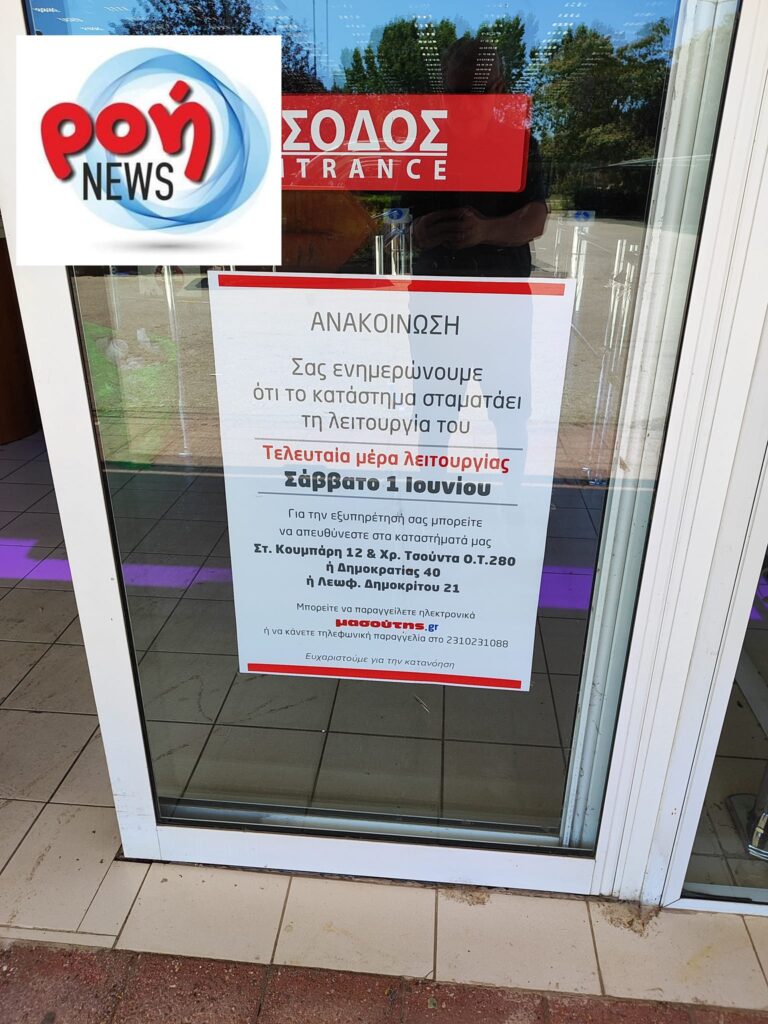 ροή
NEWS
ΣΟΔΟΣ
NTRANCE
ΑΝΑΚΟΙΝΩΣΗ
Σας ενημερώνουμε
ότι το κατάστημα σταματάει
τη λειτουργία του
Τελευταία μέρα λειτουργίας
Σάββατο 1 Ιουνίου
Για την εξυπηρέτησή σας μπορείτε
να απευθύνεστε στα καταστήματά μας
Στ. Κουμπάρη 12 & Χρ. Τσούντα Ο.Τ.280
ή Δημοκρατίας 40
ή Λεωφ. Δημοκρίτου 21
Μπορείτε να παραγγείλετε ηλεκτρονικά
μασούτης.gr
ή να κάνετε τηλεφωνική παραγγελία στο 2310231088
Ευχαριστούμε για την κατανόηση